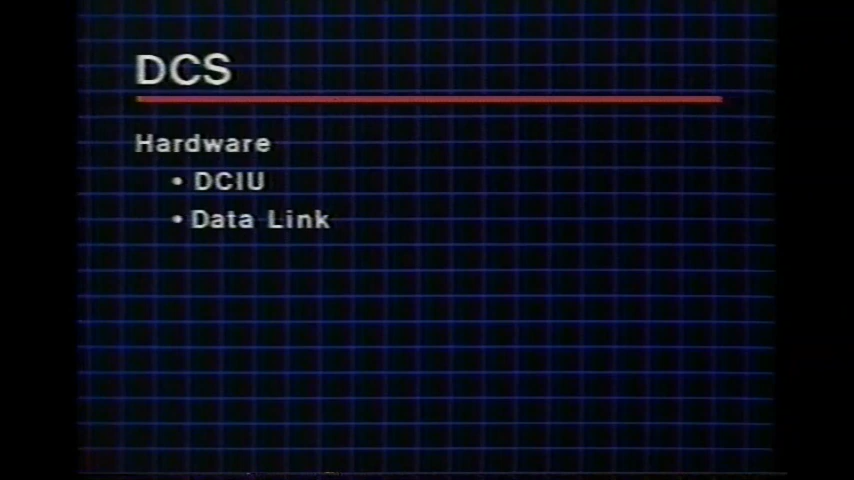 DCS
Hardware
• DCIU
• Data Link